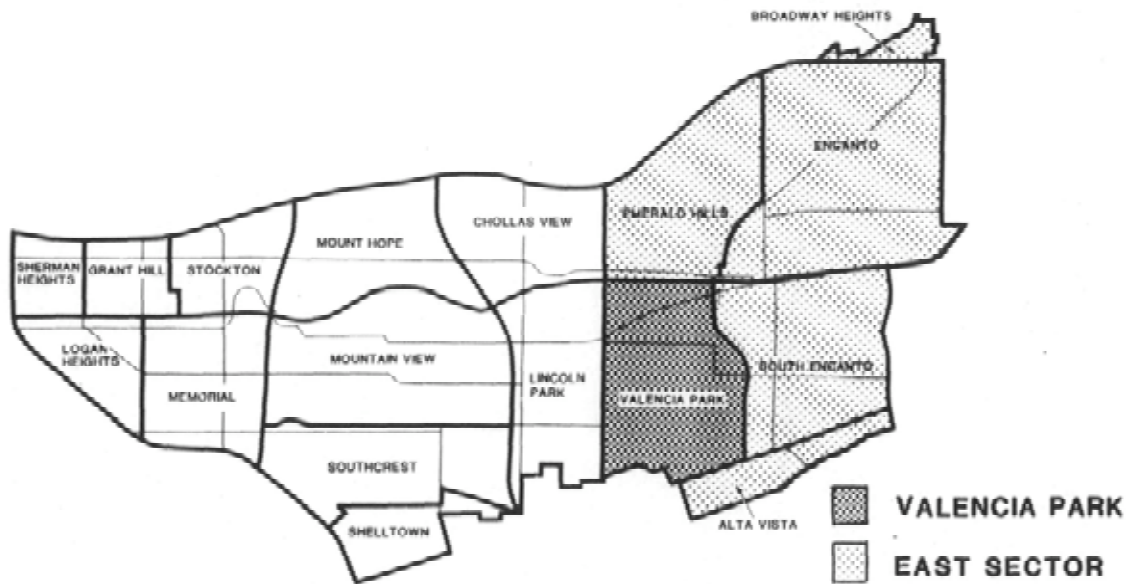 BROADWAY HEIGHTS
ENCANTO
CHOLLAS VIEW
EMERALD HILLS
MOUNT HOPE
SHERMAN
HEIGHTS
GRANT HILL
STOCKTON
LOGAN
HEIGHTS
MOUNTAIN VIEW
SOUTH ENCANTO
LINCOLN
PARK
MEMORIAL
VALENCIA PARK
SOUTHCREST
SHELLTOWN
ALTA VISTA
VALENCIA PARK
EAST SECTOR